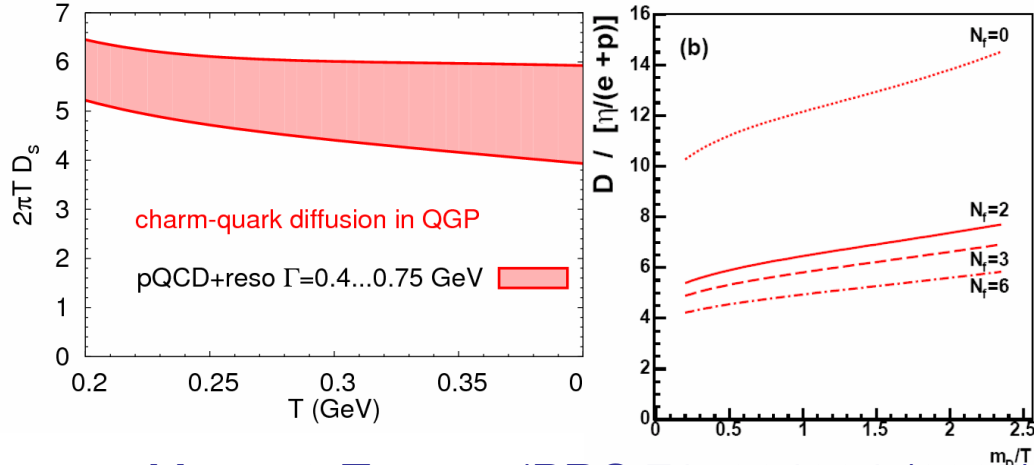 7
6
5
4
3
2
1
0
2πT D_s
charm-quark diffusion in QGP
pQCD+reso Γ=0.4...0.75 GeV
0.2 0.25 0.3 0.35 0
T (GeV)
(b)
D / [η/(e +p)]
16
14
12
10
8
6
4
2
0
N_f=0
N_f=2
N_f=3
N_f=6
0 0.5 1 1.5 2 2.5
m_D/T